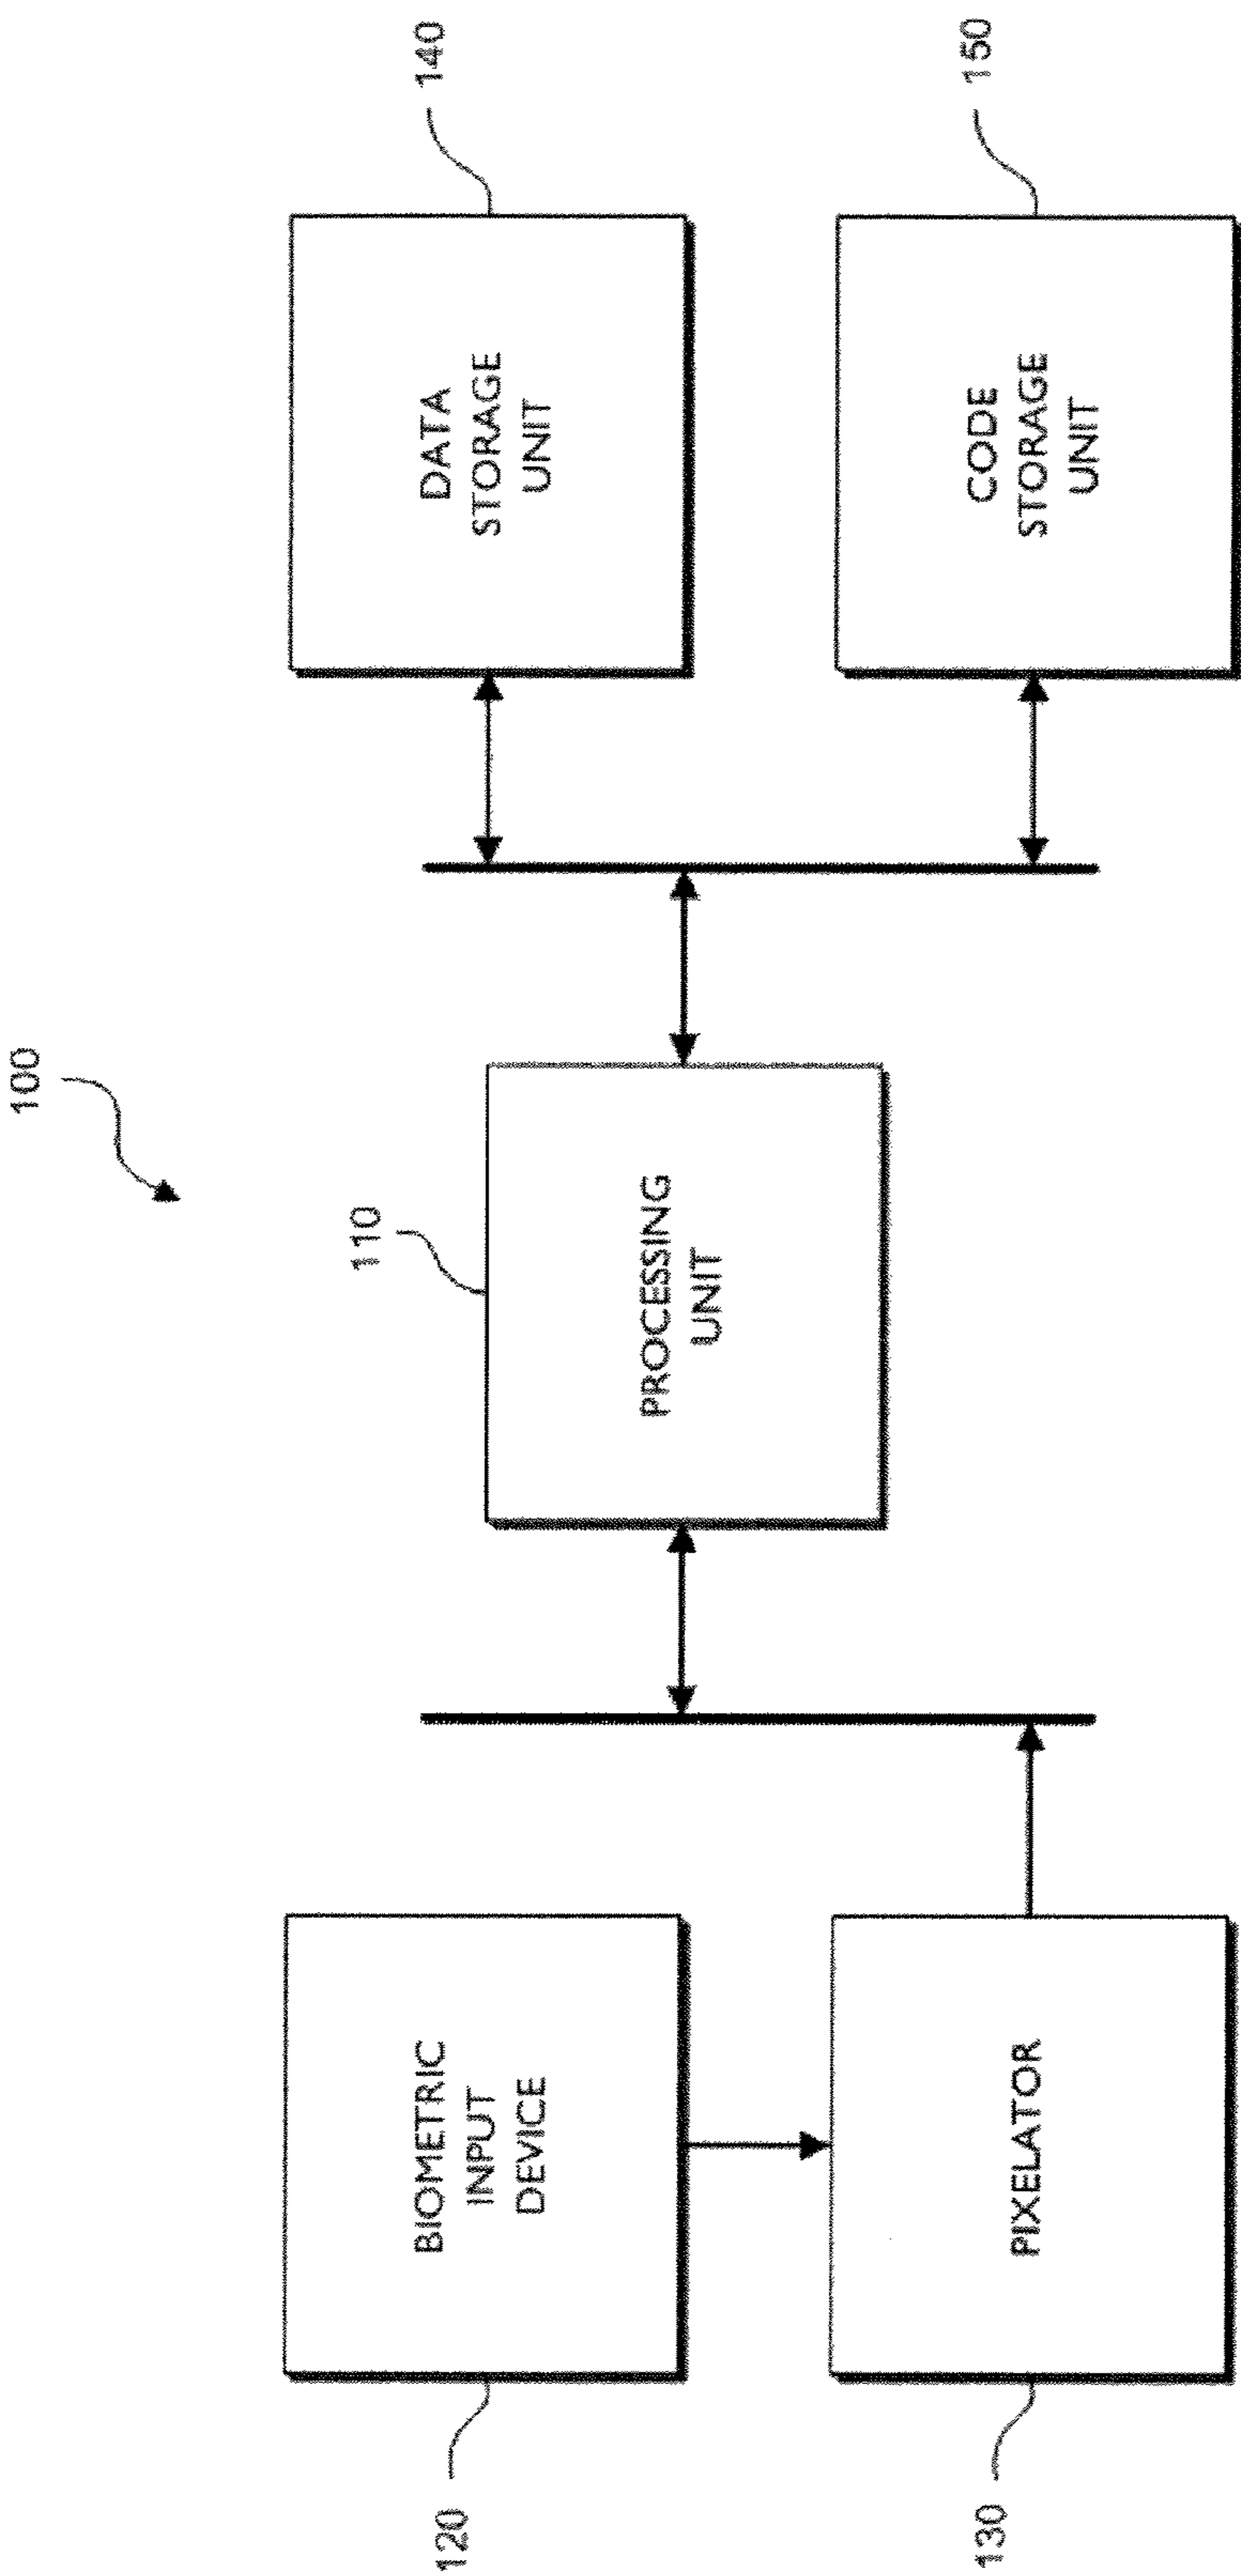 100
120
BIOMETRIC
INPUT
DEVICE
130
PIXELATOR
110
PROCESSING
UNIT
140
DATA
STORAGE
UNIT
150
CODE
STORAGE
UNIT